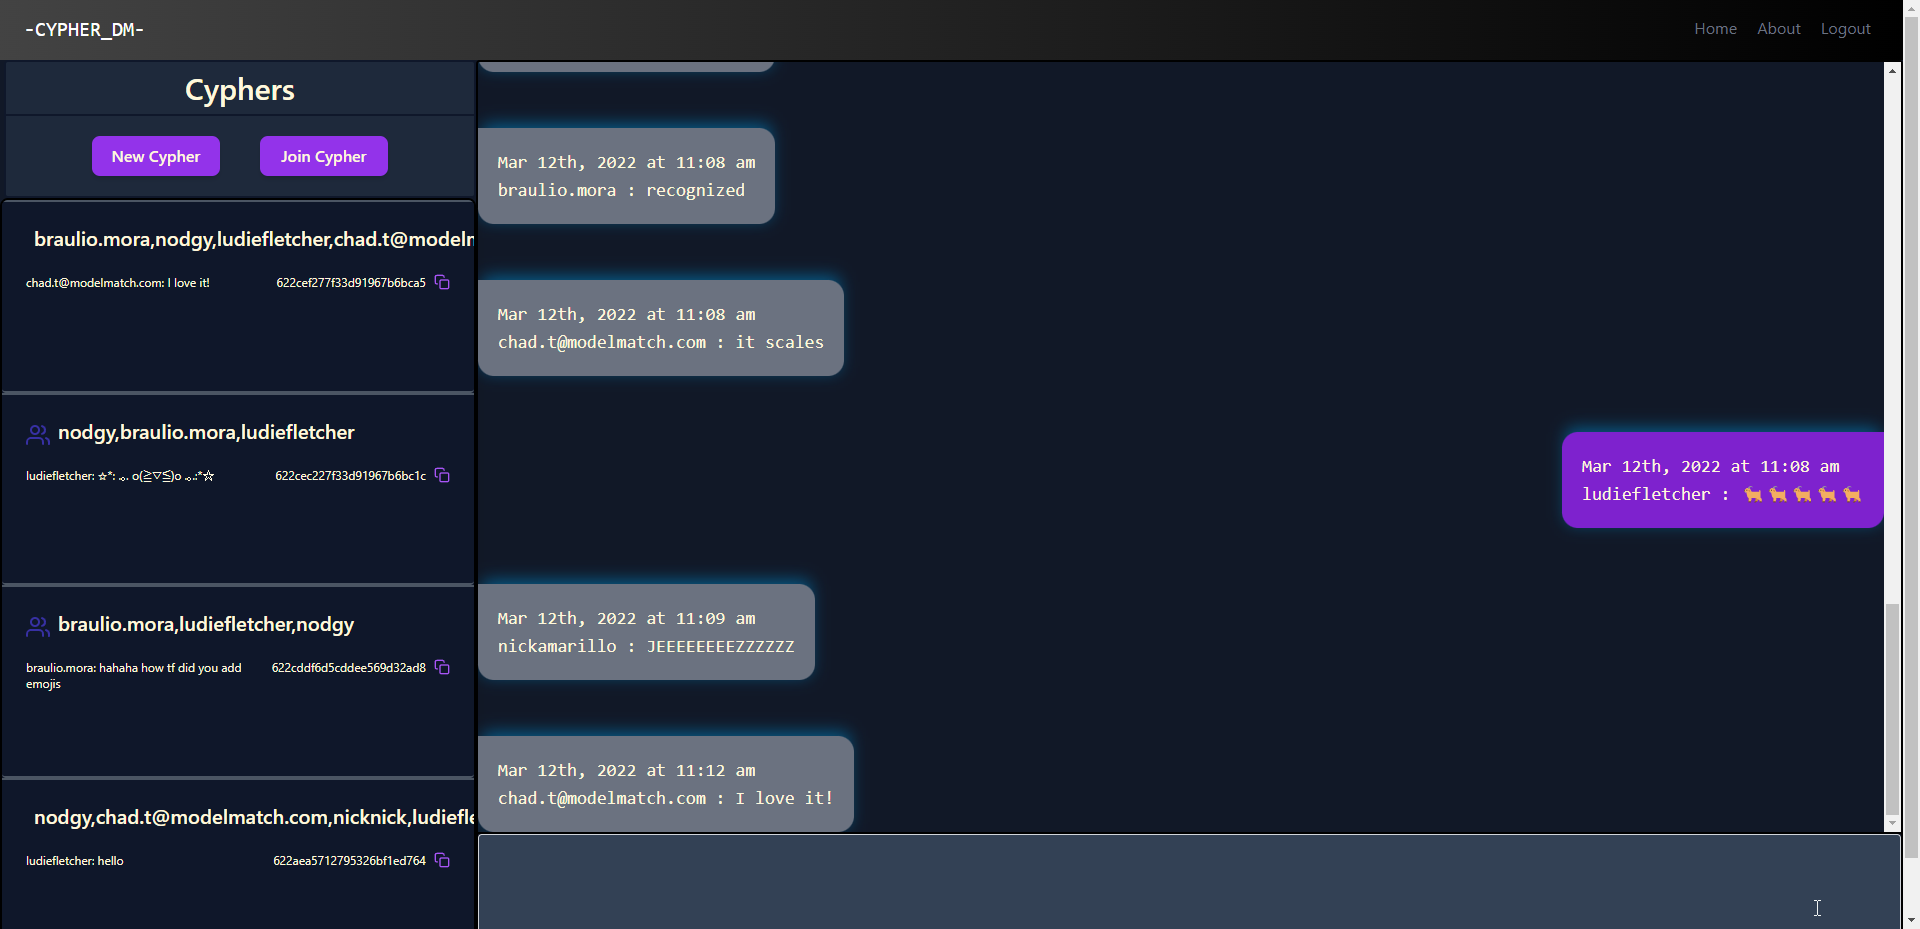 -CYPHER_DM-
Home About Logout
Cyphers
New Cypher Join Cypher
braulio.mora,nodgy,ludiefletcher,chad.t@modeln
chad.t@modelmatch.com: I love it! 622cef277f33d91967b6bca5
nodgy,braulio.mora,ludiefletcher
ludiefletcher: ☆*: .｡. o(≧▽≦)o .｡.:*☆ 622cec227f33d91967b6bc1c
braulio.mora,ludiefletcher,nodgy
braulio.mora: hahaha how tf did you add 622cddf6d5cddee569d32ad8
emojis
nodgy,chad.t@modelmatch.com,nicknick,ludiefle
ludiefletcher: hello 622aea5712795326bf1ed764
Mar 12th, 2022 at 11:08 am
braulio.mora : recognized
Mar 12th, 2022 at 11:08 am
chad.t@modelmatch.com : it scales
Mar 12th, 2022 at 11:08 am
ludiefletcher : 🐐🐐🐐🐐🐐
Mar 12th, 2022 at 11:09 am
nickamarillo : JEEEEEEEEZZZZZZ
Mar 12th, 2022 at 11:12 am
chad.t@modelmatch.com : I love it!